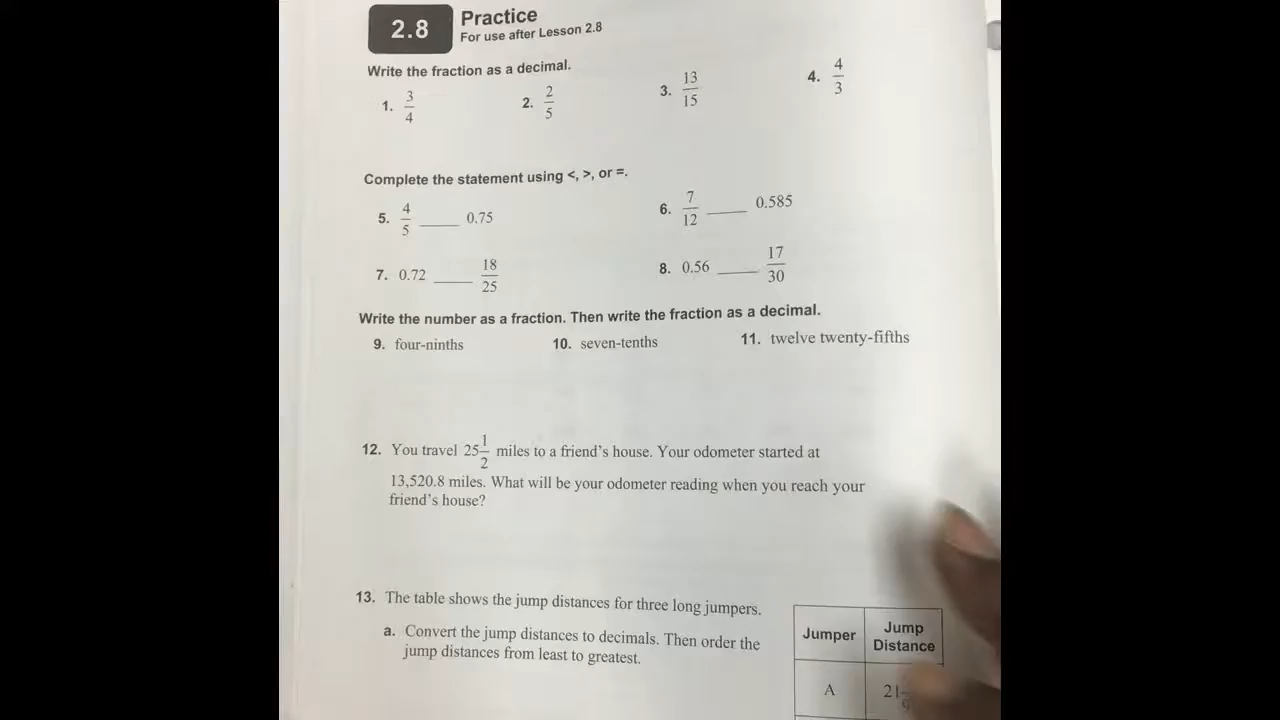 2.8 Practice
For use after Lesson 2.8
Write the fraction as a decimal.
1. 3/4 2. 2/5 3. 13/15 4. 4/3
Complete the statement using <, >, or =.
5. 4/5 ____ 0.75 6. 7/12 ____ 0.585
7. 0.72 ____ 18/25 8. 0.56 ____ 17/30
Write the number as a fraction. Then write the fraction as a decimal.
9. four-ninths 10. seven-tenths 11. twelve twenty-fifths
12. You travel 25 1/2 miles to a friend's house. Your odometer started at
13,520.8 miles. What will be your odometer reading when you reach your
friend's house?
13. The table shows the jump distances for three long jumpers.
a. Convert the jump distances to decimals. Then order the
jump distances from least to greatest.
Jumper Jump Distance
A 21